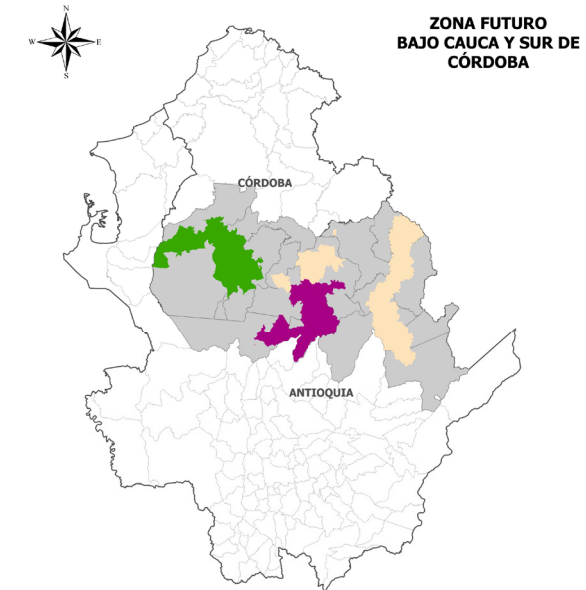 N
W E
S
ZONA FUTURO
BAJO CAUCA Y SUR DE
CÓRDOBA
CÓRDOBA
ANTIOQUIA